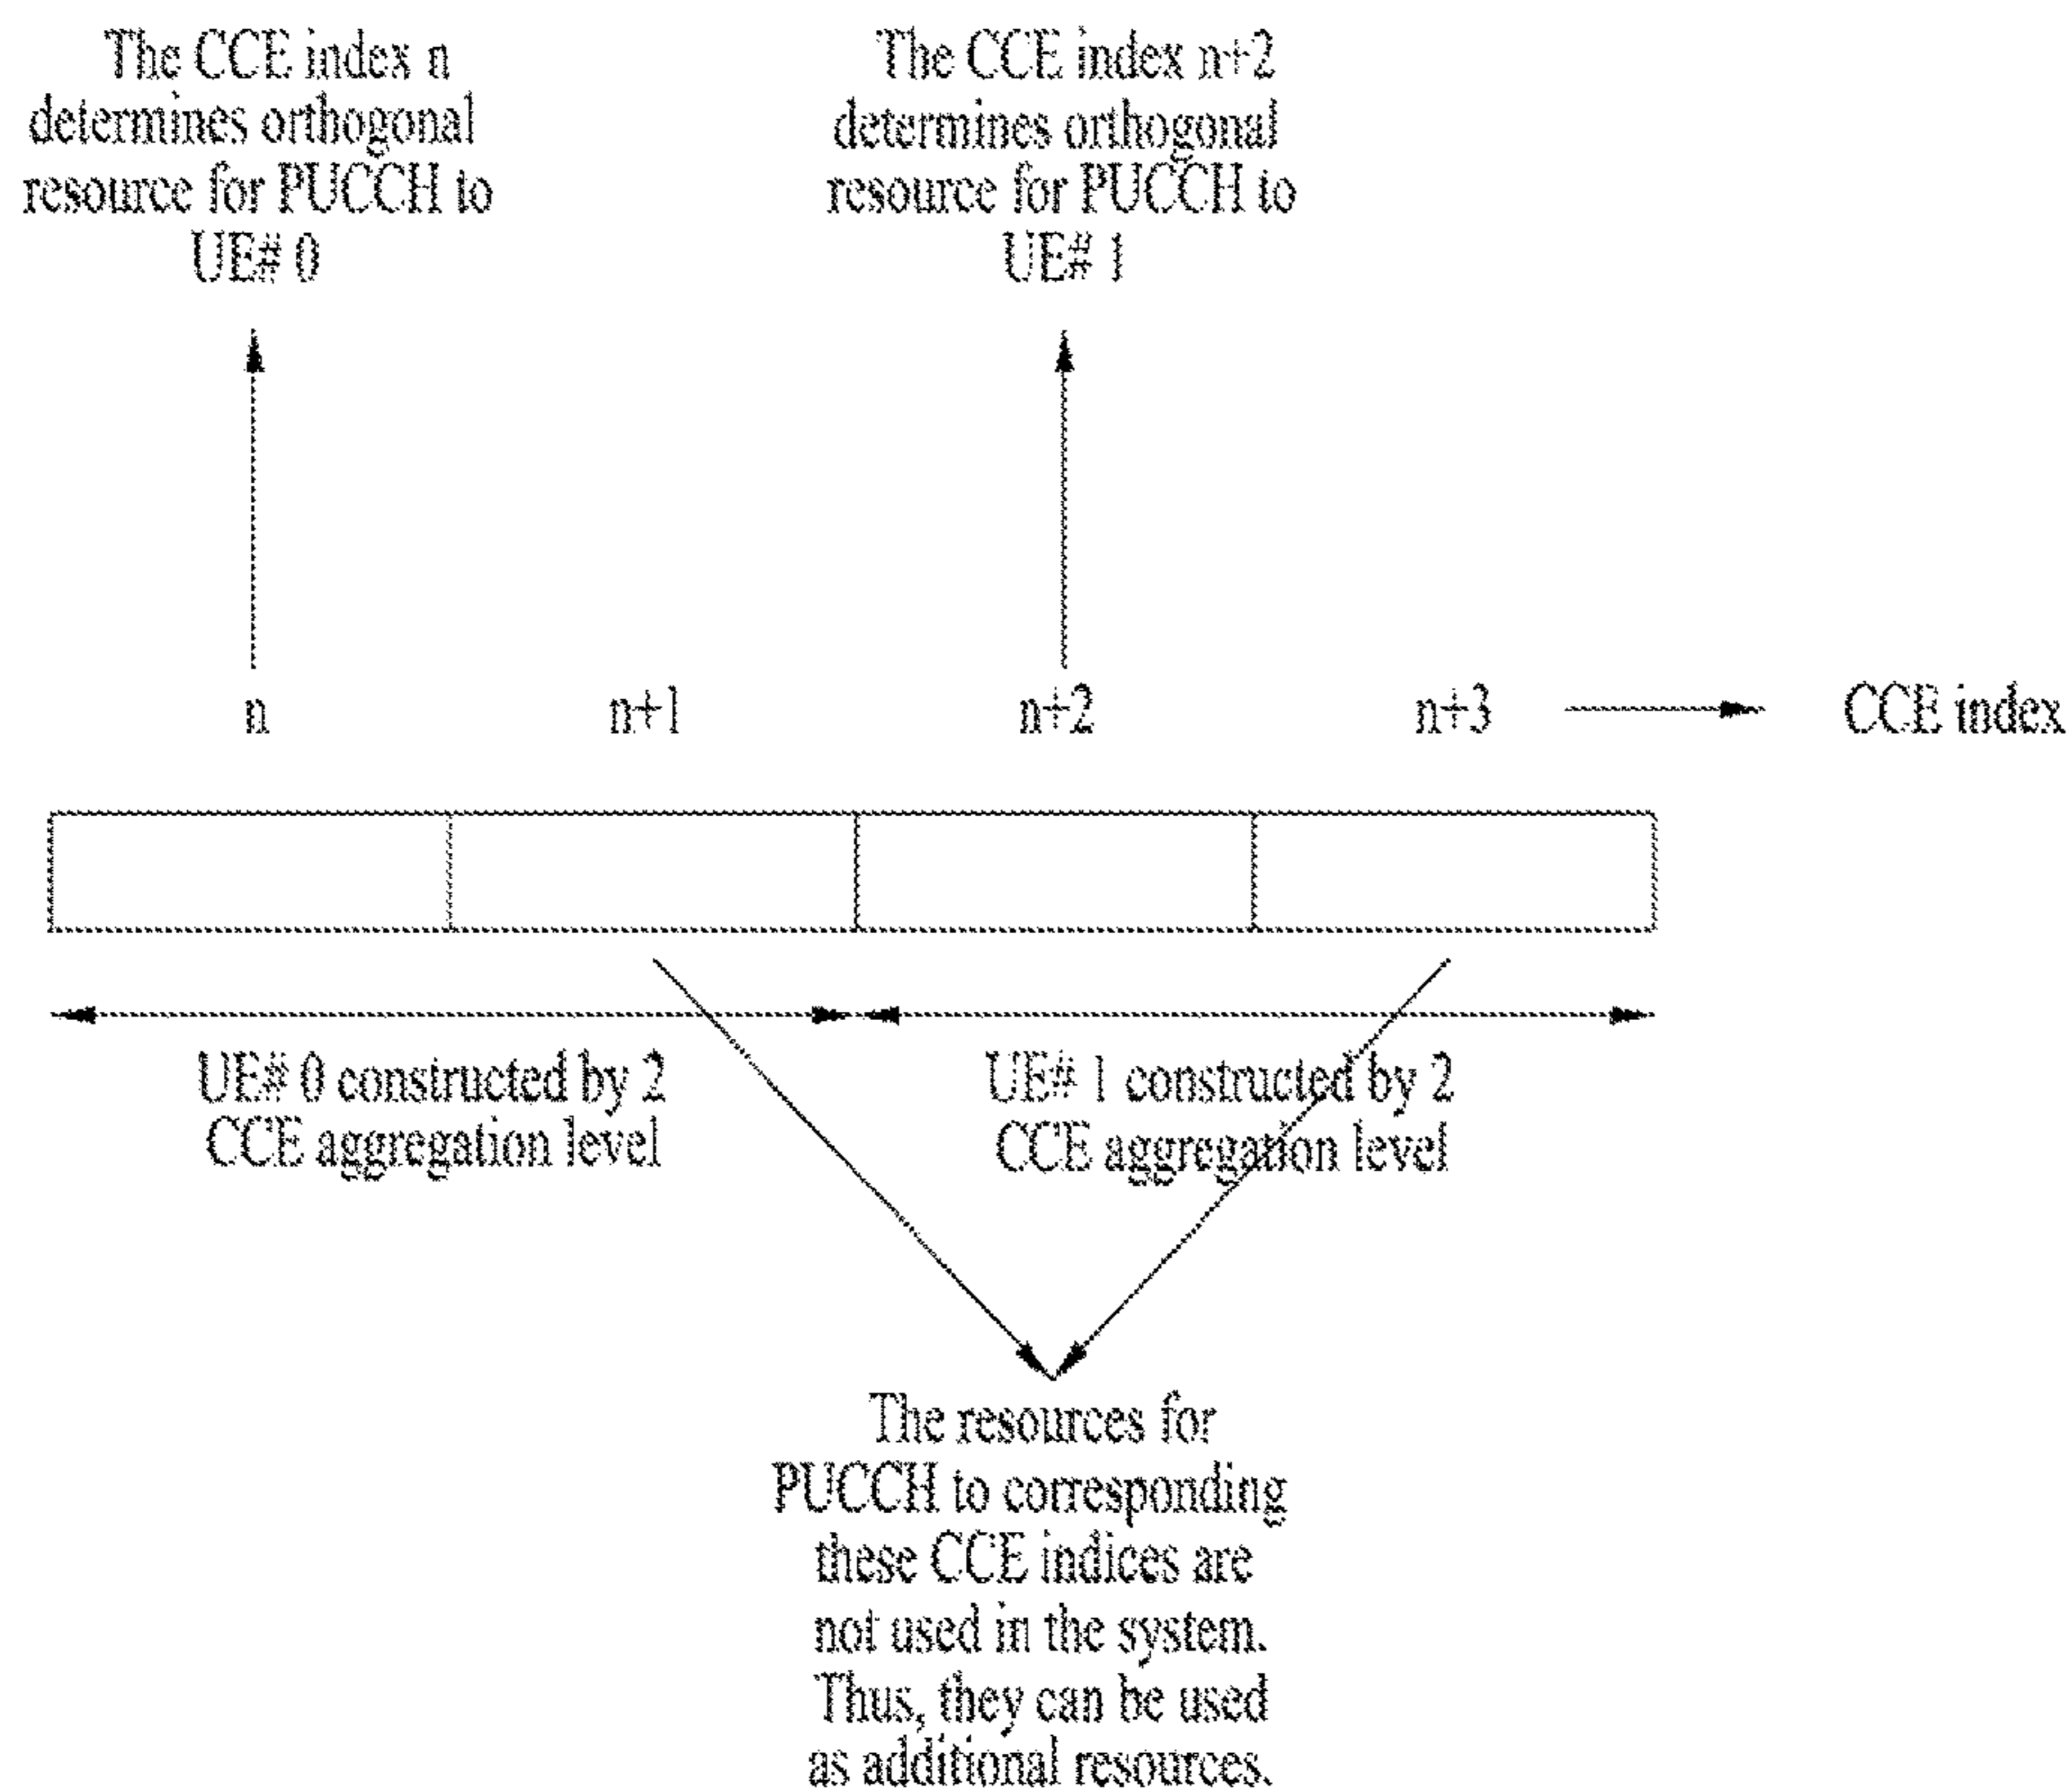 The CCE index n
determines orthogonal
resource for PUCCH to
UE# 0
The CCE index n+2
determines orthogonal
resource for PUCCH to
UE# 1
n
n+1
n+2
n+3
CCE index
UE# 0 constructed by 2
CCE aggregation level
UE# 1 constructed by 2
CCE aggregation level
The resources for
PUCCH to corresponding
these CCE indices are
not used in the system.
Thus, they can be used
as additional resources.